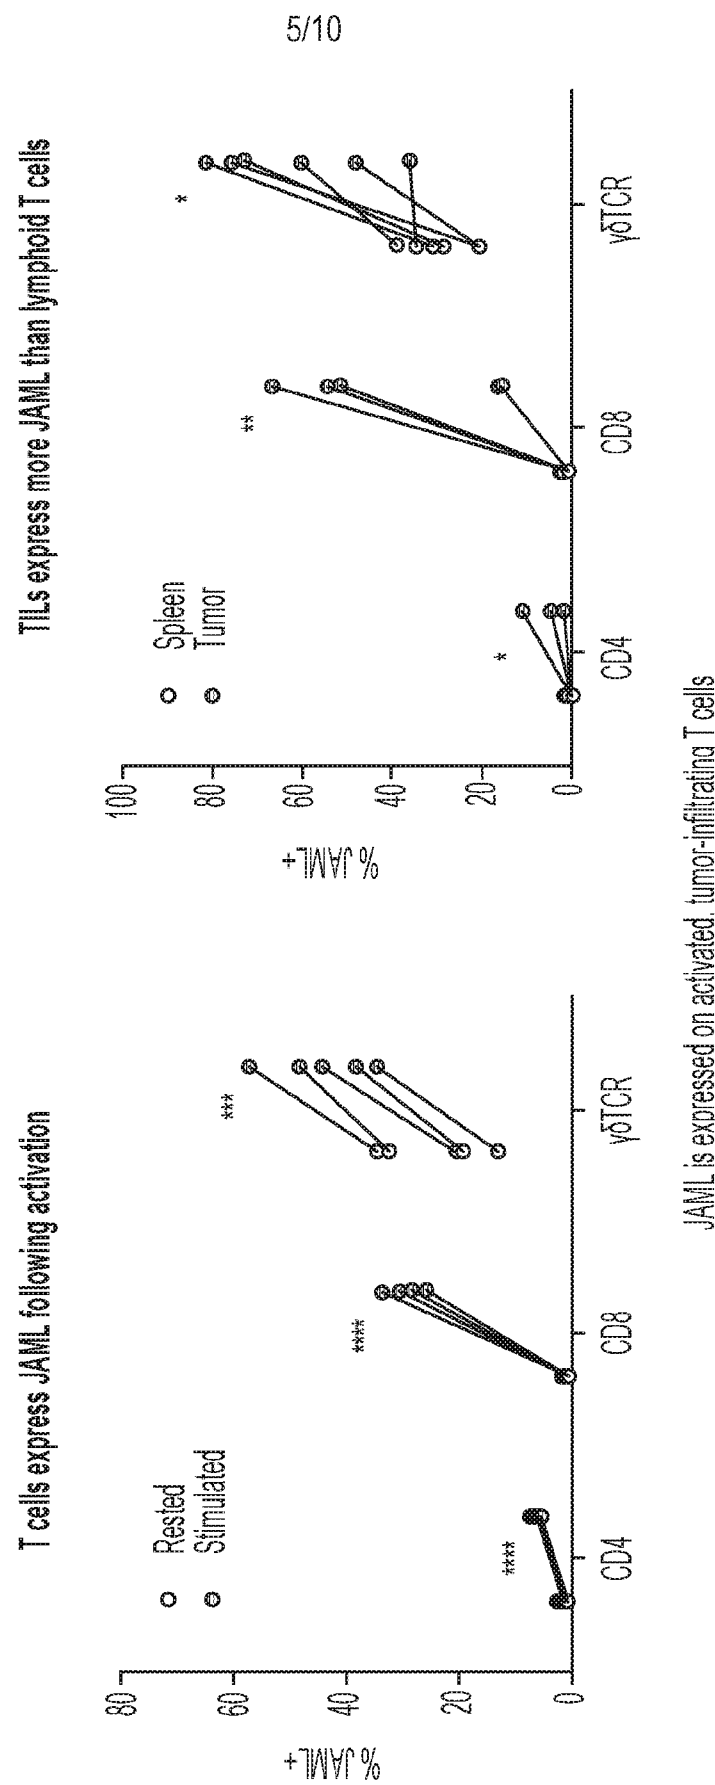 5/10
T cells express JAML following activation
% JAML+
80
60
40
20
0
Rested
Stimulated
****
****
***
CD4
CD8
γδTCR
TILs express more JAML than lymphoid T cells
% JAML+
100
80
60
40
20
0
Spleen
Tumor
*
**
*
CD4
CD8
γδTCR
JAML is expressed on activated, tumor-infiltrating T cells